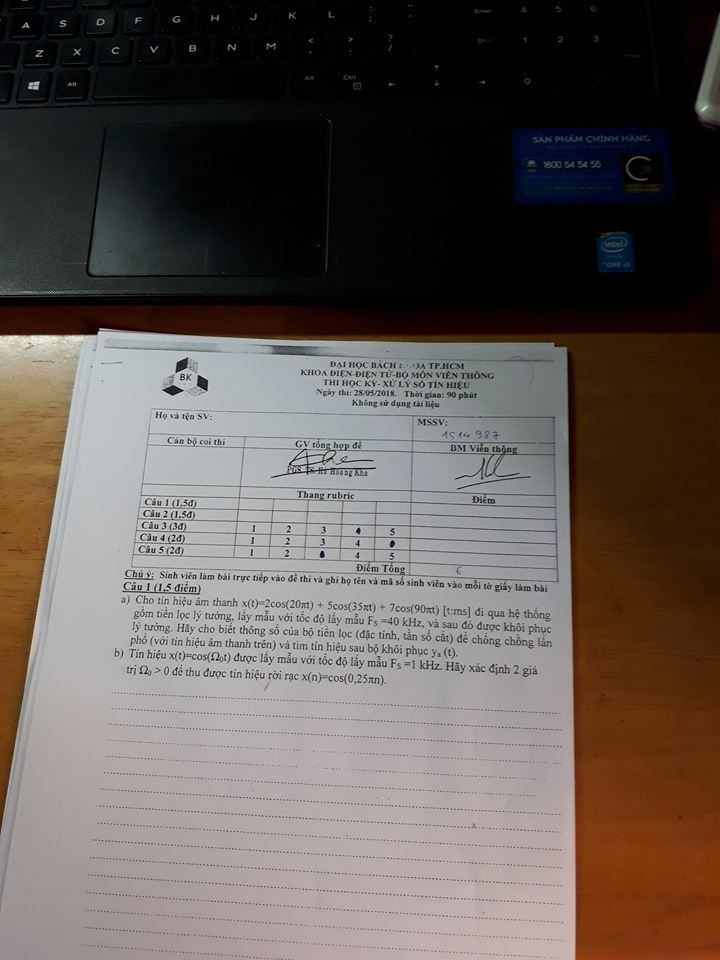 A S D F G H J K L : ; " ' Enter 4 5 6
Z X C V B N M < , > . ? / Shift 1 2 3
Alt Alt Ctrl 0 Enter
SẢN PHẨM CHÍNH HÃNG
1800 54 54 55
intel
CORE i5
BK
ĐẠI HỌC BÁCH KHOA TP.HCM
KHOA ĐIỆN-ĐIỆN TỬ-BỘ MÔN VIỄN THÔNG
THI HỌC KỲ- XỬ LÝ SỐ TÍN HIỆU
Ngày thi: 28/05/2018. Thời gian: 90 phút
Không sử dụng tài liệu
Họ và tên SV: MSSV:
1514987
Cán bộ coi thi GV tổng hợp đề BM Viễn thông
PGS. TS. Hà Hoàng Kha
Thang rubric Điểm
Câu 1 (1,5đ)
Câu 2 (1,5đ)
Câu 3 (3đ) 1 2 3 5
Câu 4 (2đ) 1 2 3 4
Câu 5 (2đ) 1 2 4 5
Điểm Tổng 6
Chú ý: Sinh viên làm bài trực tiếp vào đề thi và ghi họ tên và mã số sinh viên vào mỗi tờ giấy làm bài
Câu 1 (1,5 điểm)
a) Cho tín hiệu âm thanh x(t)=2cos(20πt) + 5cos(35πt) + 7cos(90πt) [t:ms] đi qua hệ thống
gồm tiền lọc lý tưởng, lấy mẫu với tốc độ lấy mẫu Fs =40 kHz, và sau đó được khôi phục
lý tưởng. Hãy cho biết thông số của bộ tiền lọc (đặc tính, tần số cắt) để chống chồng lấn
phổ (với tín hiệu âm thanh trên) và tìm tín hiệu sau bộ khôi phục ya (t).
b) Tín hiệu x(t)=cos(Ω0t) được lấy mẫu với tốc độ lấy mẫu FS =1 kHz. Hãy xác định 2 giá
trị Ω0 > 0 để thu được tín hiệu rời rạc x(n)=cos(0,25πn).